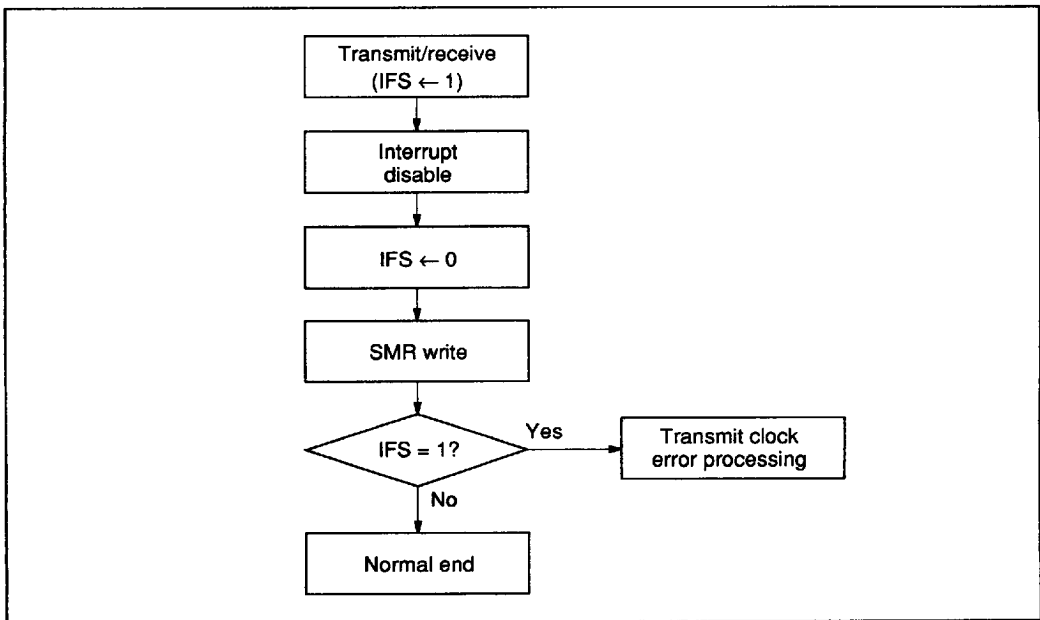 Transmit/receive
(IFS ← 1)
Interrupt
disable
IFS ← 0
SMR write
IFS = 1?
Yes
Transmit clock
error processing
No
Normal end